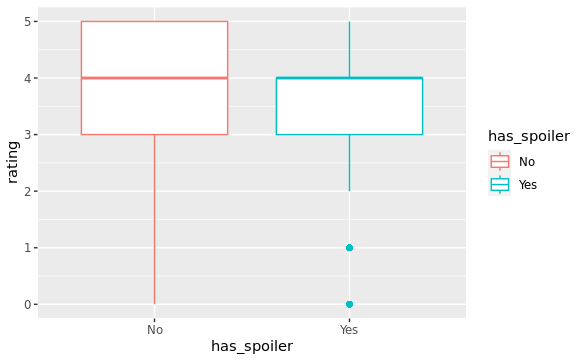 5
4
3
2
1
0
rating
No
Yes
has_spoiler
has_spoiler
No
Yes